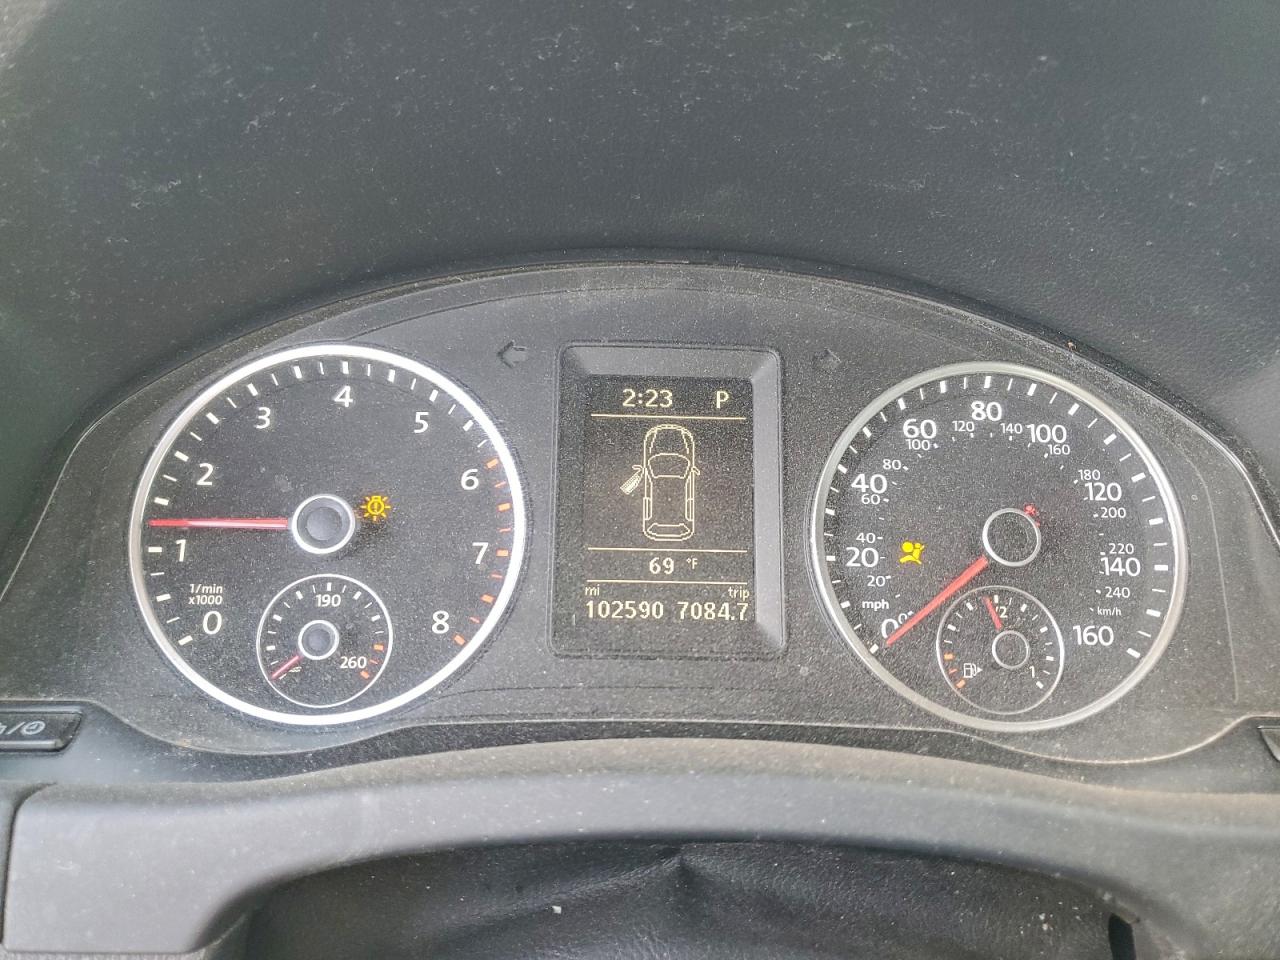 1 2 3 4 5 6 7 8
0
1/min
x1000
190
260
2:23 P
69 °F
mi trip
102590 7084.7
0 20 40 60 80 100 120 140 160
20 40 60 80 100 120 140 160 180 200 220 240
mph
km/h
1/2
1